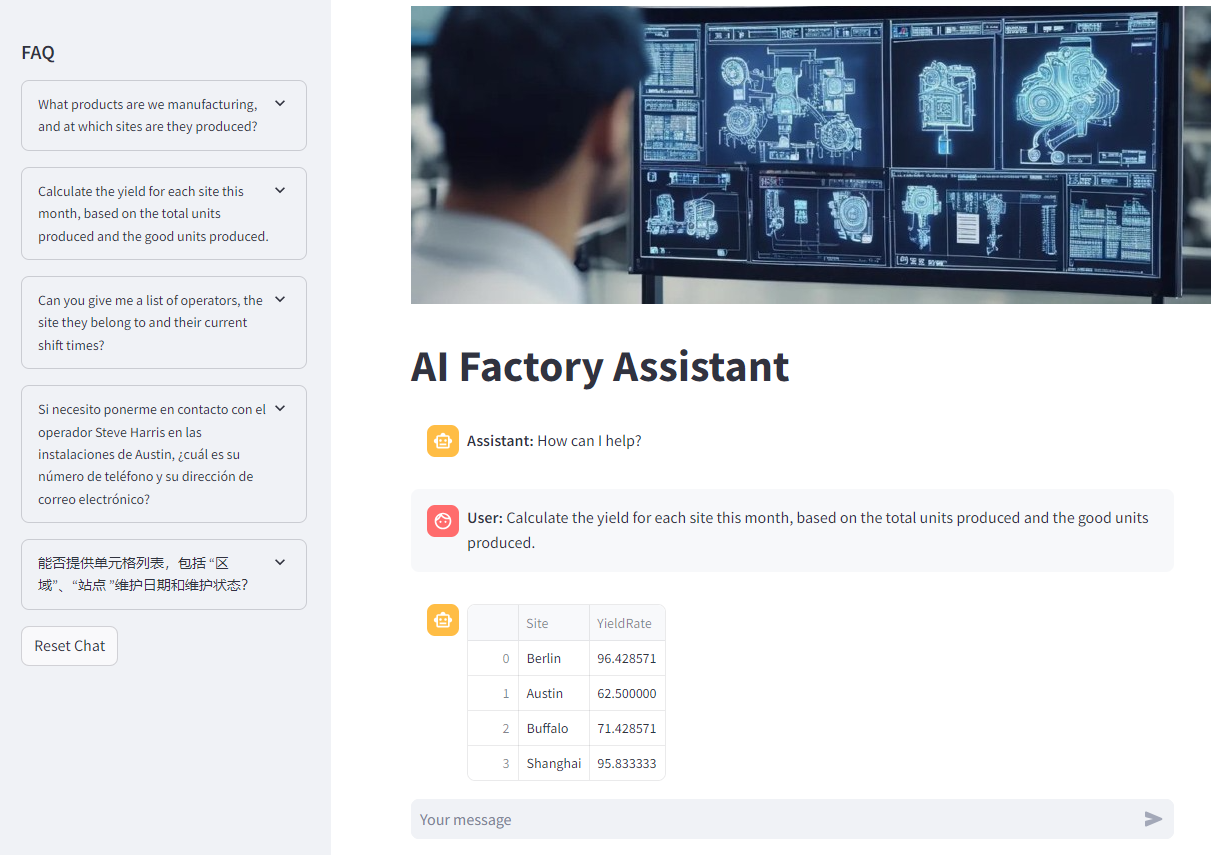 FAQ
What products are we manufacturing,
and at which sites are they produced?
Calculate the yield for each site this
month, based on the total units
produced and the good units produced.
Can you give me a list of operators, the
site they belong to and their current
shift times?
Si necesito ponerme en contacto con el
operador Steve Harris en las
instalaciones de Austin, ¿cuál es su
número de teléfono y su dirección de
correo electrónico?
能否提供单元格列表，包括 “区
域”、“站点 ”维护日期和维护状态？
Reset Chat
AI Factory Assistant
Assistant: How can I help?
User: Calculate the yield for each site this month, based on the total units produced and the good units
produced.
Site YieldRate
0 Berlin 96.428571
1 Austin 62.500000
2 Buffalo 71.428571
3 Shanghai 95.833333
Your message